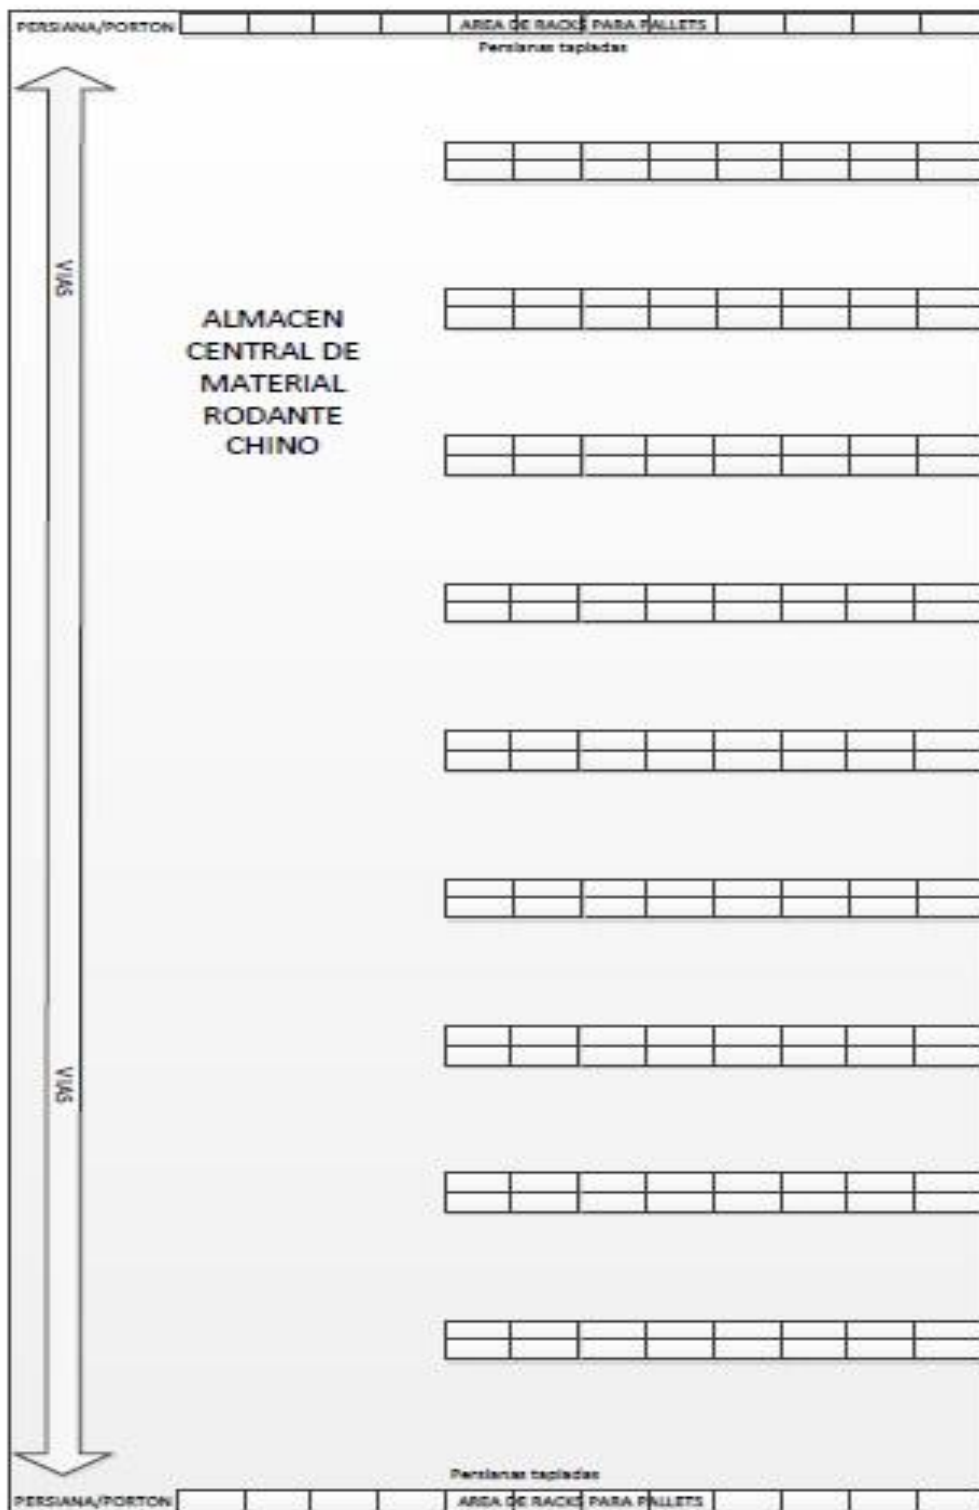 PERSIANA/PORTON
AREA DE RACKS PARA PALLETS
Persianas tapiadas
VIAS
ALMACEN
CENTRAL DE
MATERIAL
RODANTE
CHINO
VIAS
Persianas tapiadas
PERSIANA/PORTON
AREA DE RACKS PARA PALLETS